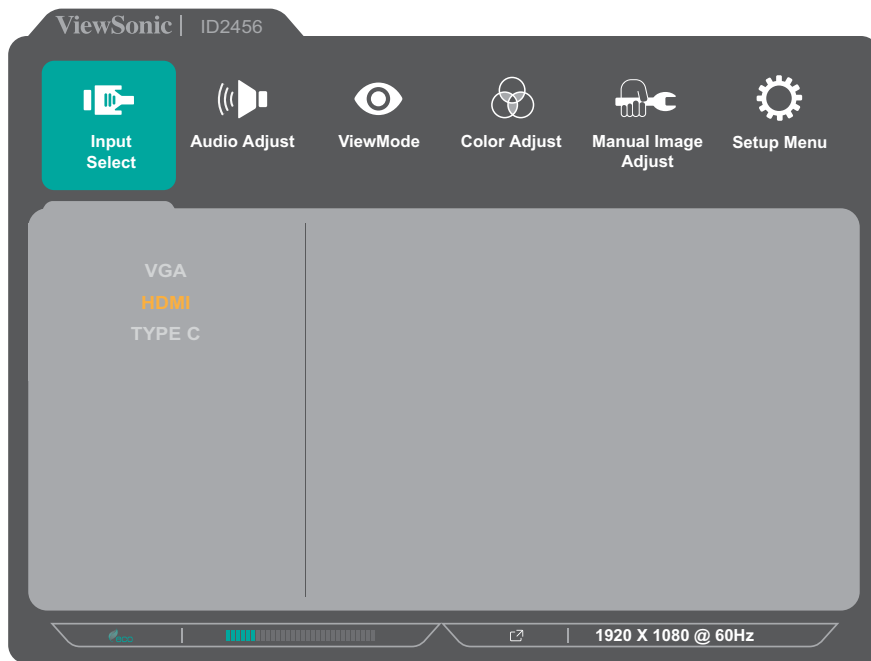 ViewSonic | ID2456
Input
Select
Audio Adjust
ViewMode
Color Adjust
Manual Image
Adjust
Setup Menu
VGA
HDMI
TYPE C
eco
1920 X 1080 @ 60Hz